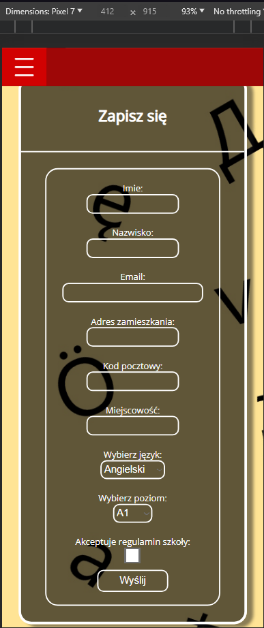 Dimensions: Pixel 7 ▼ 412 x 915 93% ▼ No throttling
Zapisz się
Imie:
Nazwisko:
Email:
Adres zamieszkania:
Kod pocztowy:
Miejscowość:
Wybierz język:
Angielski
Wybierz poziom:
A1
Akceptuje regulamin szkoły:
Wyślij
Д
e
v
Ö
a